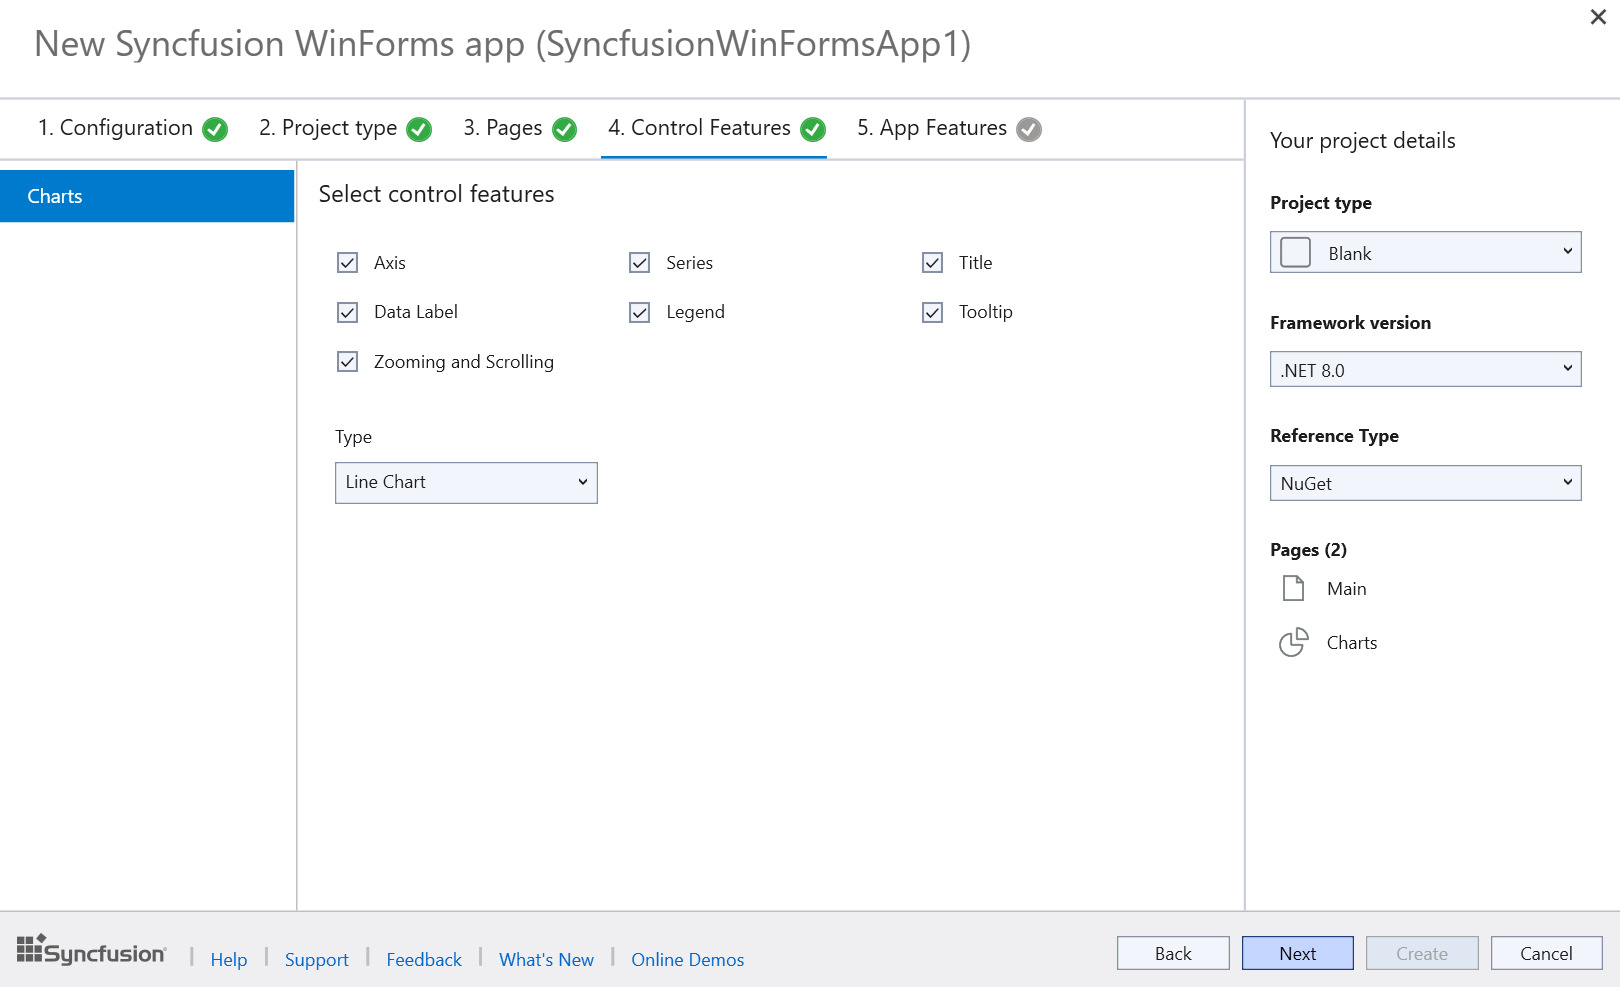 New Syncfusion WinForms app (SyncfusionWinFormsApp1)
1. Configuration
2. Project type
3. Pages
4. Control Features
5. App Features
Charts
Select control features
Axis
Series
Title
Data Label
Legend
Tooltip
Zooming and Scrolling
Type
Line Chart
Your project details
Project type
Blank
Framework version
.NET 8.0
Reference Type
NuGet
Pages (2)
Main
Charts
Syncfusion
Help
Support
Feedback
What's New
Online Demos
Back
Next
Create
Cancel